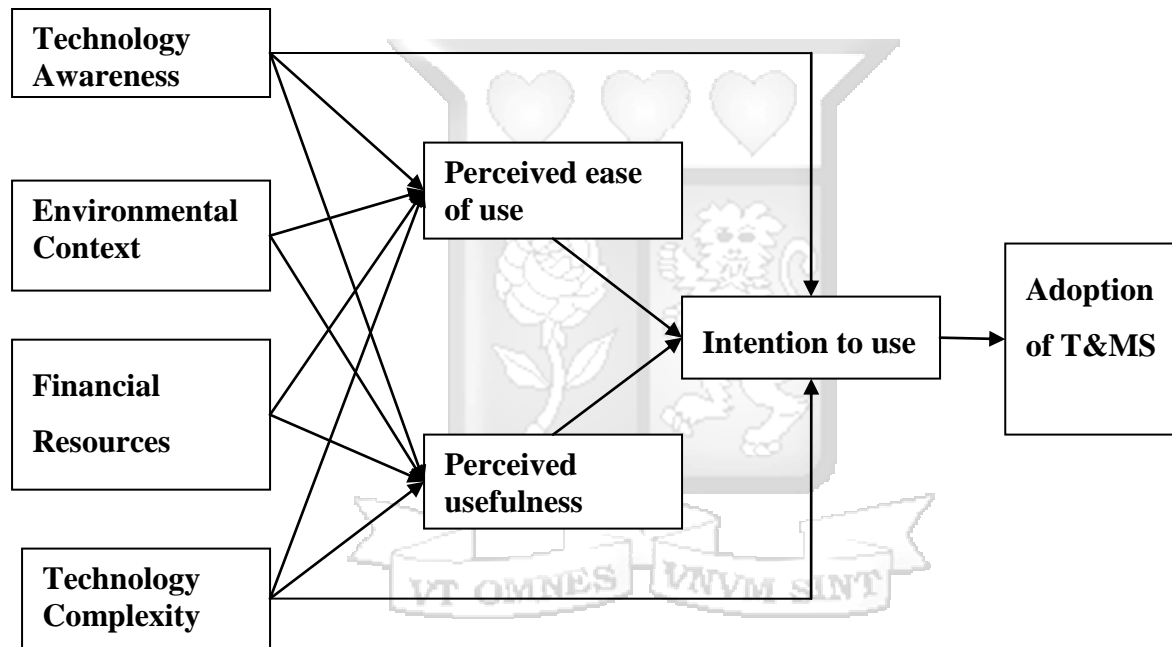 Technology
Awareness
Environmental
Context
Financial
Resources
Technology
Complexity
Perceived ease
of use
Perceived
usefulness
Intention to use
Adoption
of T&MS
VT OMNES VNVM SINT